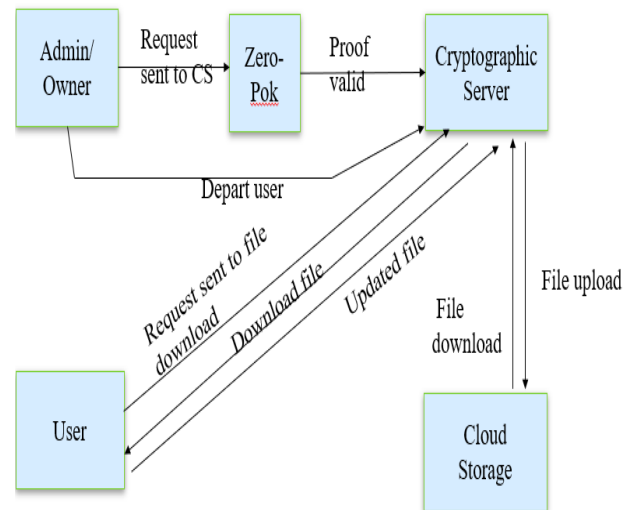 Admin/
Owner
Request
sent to CS
Zero-
Pok
Proof
valid
Cryptographic
Server
Depart user
Request sent to file
download
Download file
Updated file
File
download
File upload
User
Cloud
Storage